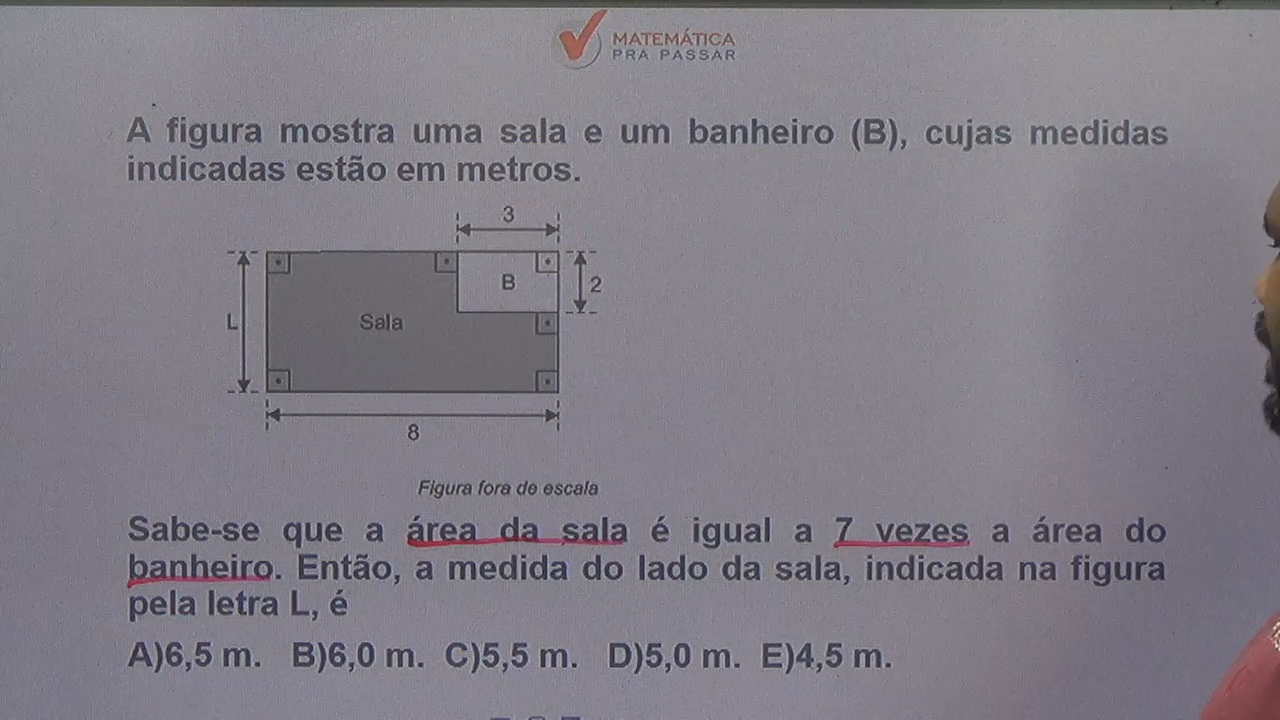 MATEMÁTICA
PRA PASSAR
A figura mostra uma sala e um banheiro (B), cujas medidas
indicadas estão em metros.
3
B
2
L
Sala
8
Figura fora de escala
Sabe-se que a área da sala é igual a 7 vezes a área do
banheiro. Então, a medida do lado da sala, indicada na figura
pela letra L, é
A)6,5 m. B)6,0 m. C)5,5 m. D)5,0 m. E)4,5 m.